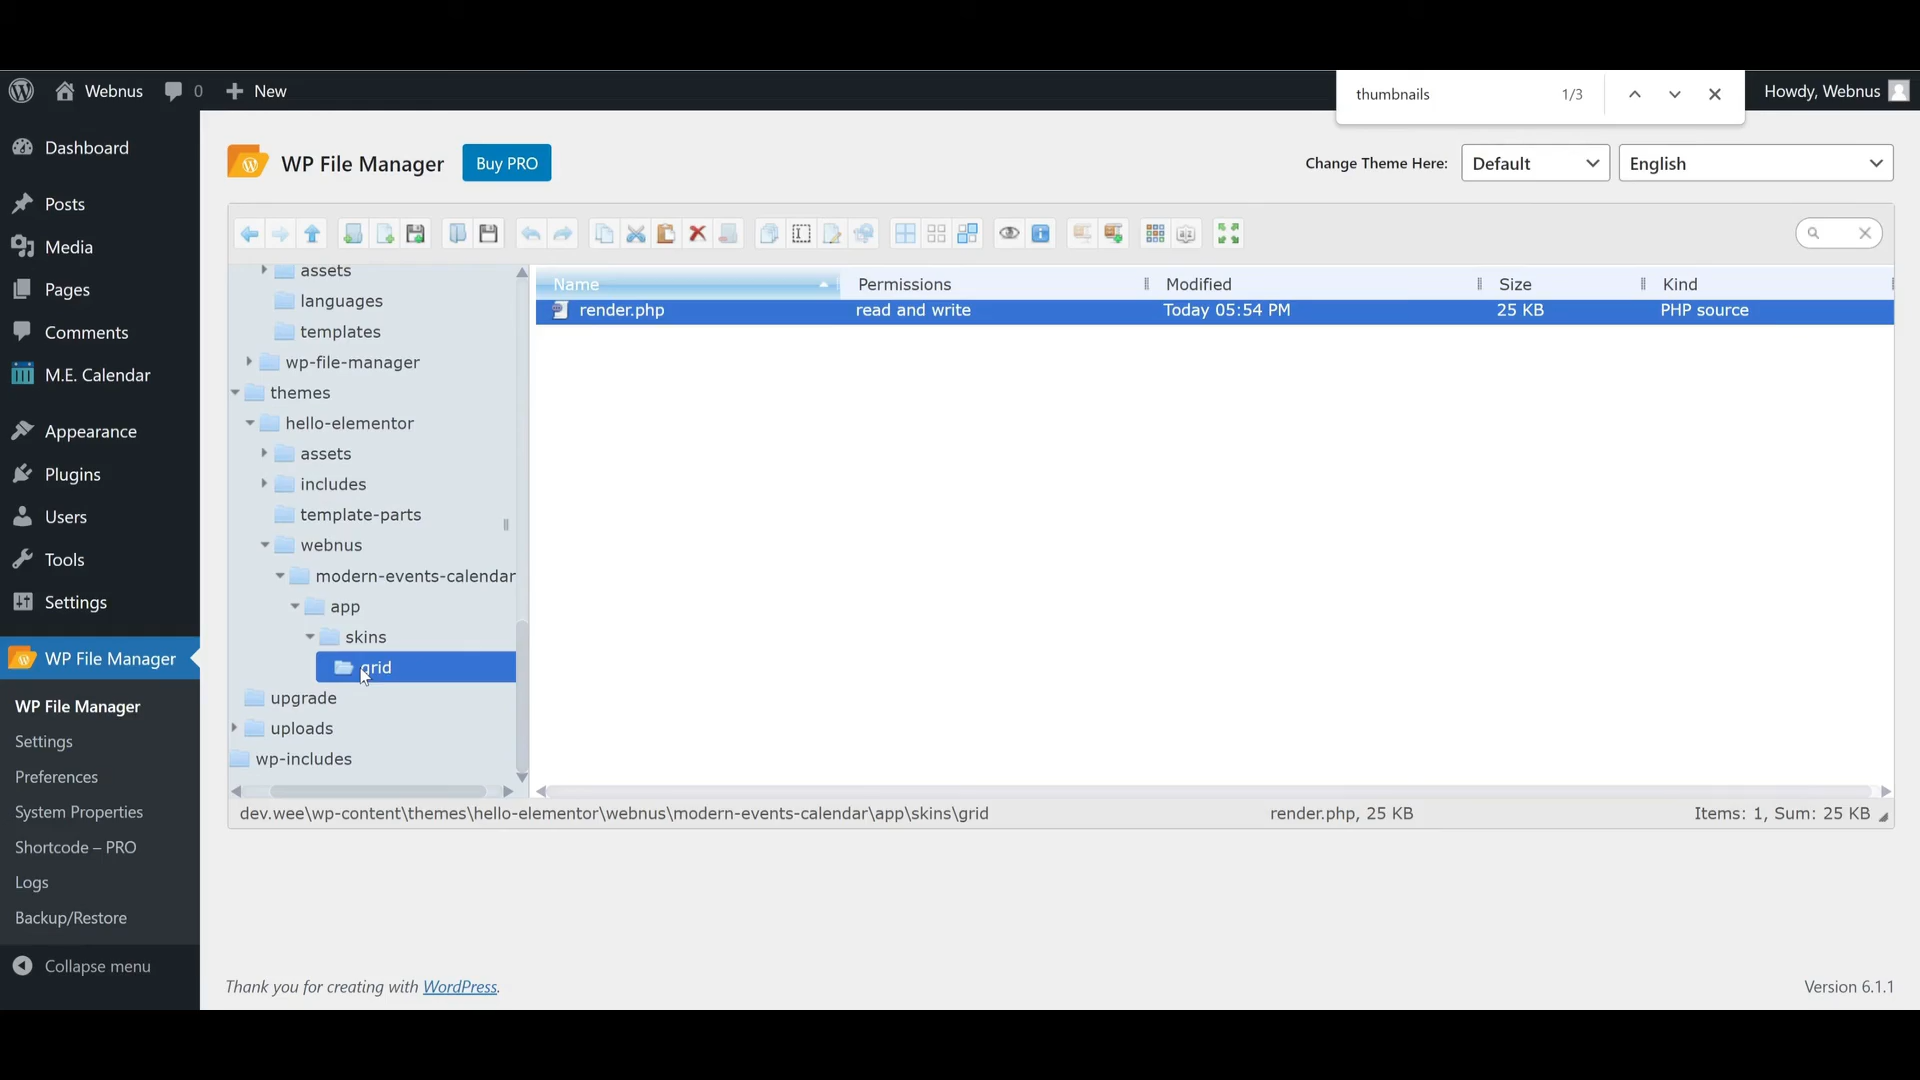 Webnus
0
New
thumbnails
1/3
Howdy, Webnus
Dashboard
Posts
Media
Pages
Comments
M.E. Calendar
Appearance
Plugins
Users
Tools
Settings
WP File Manager
WP File Manager
Settings
Preferences
System Properties
Shortcode – PRO
Logs
Backup/Restore
Collapse menu
WP File Manager
Buy PRO
Change Theme Here:
Default
English
assets
languages
templates
wp-file-manager
themes
hello-elementor
assets
includes
template-parts
webnus
modern-events-calendar
app
skins
grid
upgrade
uploads
wp-includes
Name Permissions Modified Size Kind
render.php read and write Today 05:54 PM 25 KB PHP source
dev.wee\wp-content\themes\hello-elementor\webnus\modern-events-calendar\app\skins\grid
render.php, 25 KB
Items: 1, Sum: 25 KB
Thank you for creating with WordPress.
Version 6.1.1